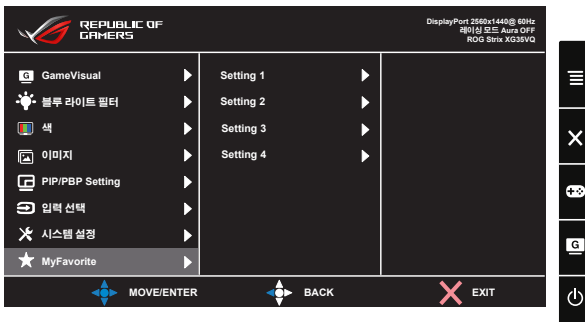 REPUBLIC OF
GAMERS
DisplayPort 2560x1440@ 60Hz
레이싱 모드 Aura OFF
ROG Strix XG35VQ
G GameVisual
블루 라이트 필터
색
이미지
PIP/PBP Setting
입력 선택
시스템 설정
MyFavorite
Setting 1
Setting 2
Setting 3
Setting 4
MOVE/ENTER
BACK
EXIT
G